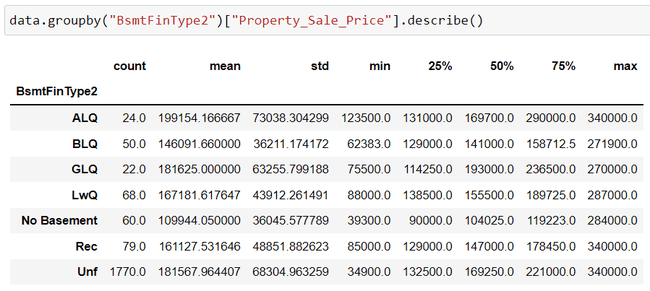 data.groupby("BsmtFinType2")["Property_Sale_Price"].describe()
count mean std min 25% 50% 75% max
BsmtFinType2
ALQ 24.0 199154.166667 73038.304299 123500.0 131000.0 169700.0 290000.0 340000.0
BLQ 50.0 146091.660000 36211.174172 62383.0 129000.0 141000.0 158712.5 271900.0
GLQ 22.0 181625.000000 63255.799188 75500.0 114250.0 193000.0 236500.0 270000.0
LwQ 68.0 167181.617647 43912.261491 88000.0 138500.0 155500.0 189725.0 287000.0
No Basement 60.0 109944.050000 36045.577789 39300.0 90000.0 104025.0 119223.0 284000.0
Rec 79.0 161127.531646 48851.882623 85000.0 129000.0 147000.0 178450.0 340000.0
Unf 1770.0 181567.964407 68304.963259 34900.0 132500.0 169250.0 221000.0 340000.0